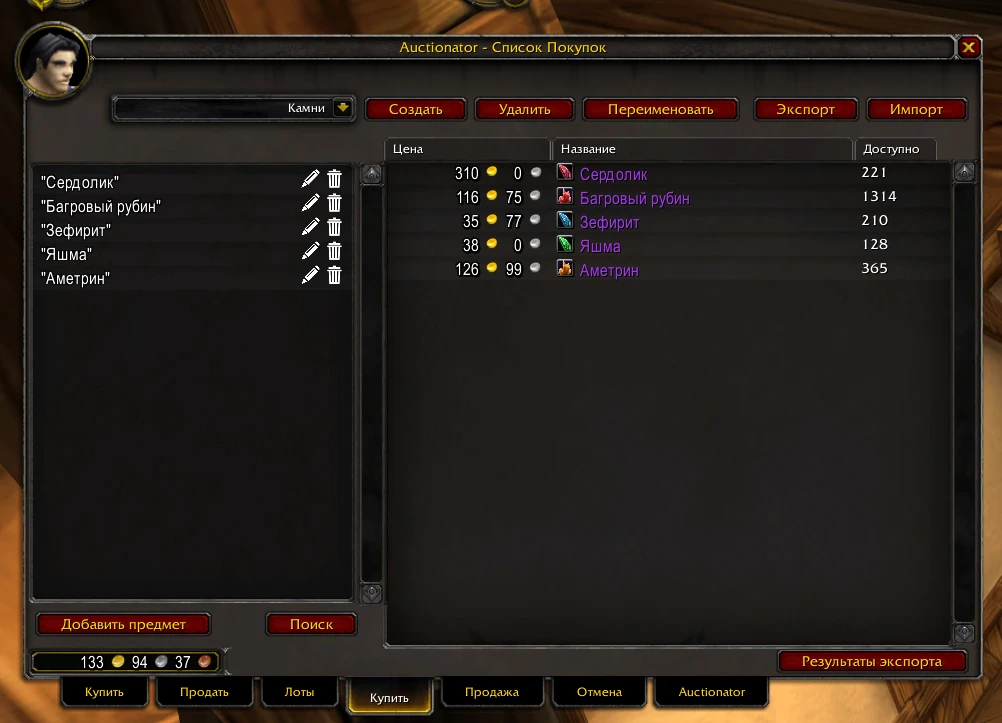 Auctionator - Список Покупок
Камни Создать Удалить Переименовать Экспорт Импорт
Цена Название Доступно
"Сердолик"
"Багровый рубин"
"Зефирит"
"Яшма"
"Аметрин"
310 0 Сердолик 221
116 75 Багровый рубин 1314
35 77 Зефирит 210
38 0 Яшма 128
126 99 Аметрин 365
Добавить предмет Поиск
133 94 37 Результаты экспорта
Купить Продать Лоты Купить Продажа Отмена Auctionator